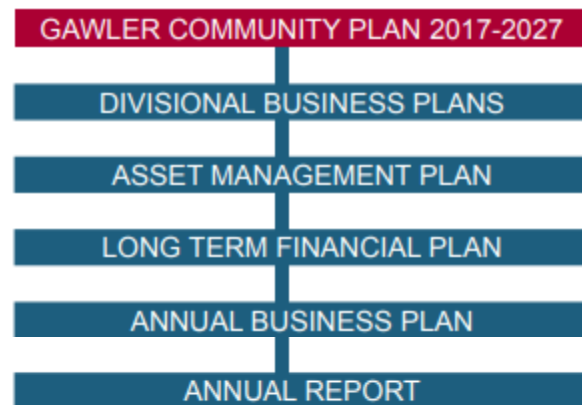 GAWLER COMMUNITY PLAN 2017-2027
DIVISIONAL BUSINESS PLANS
ASSET MANAGEMENT PLAN
LONG TERM FINANCIAL PLAN
ANNUAL BUSINESS PLAN
ANNUAL REPORT